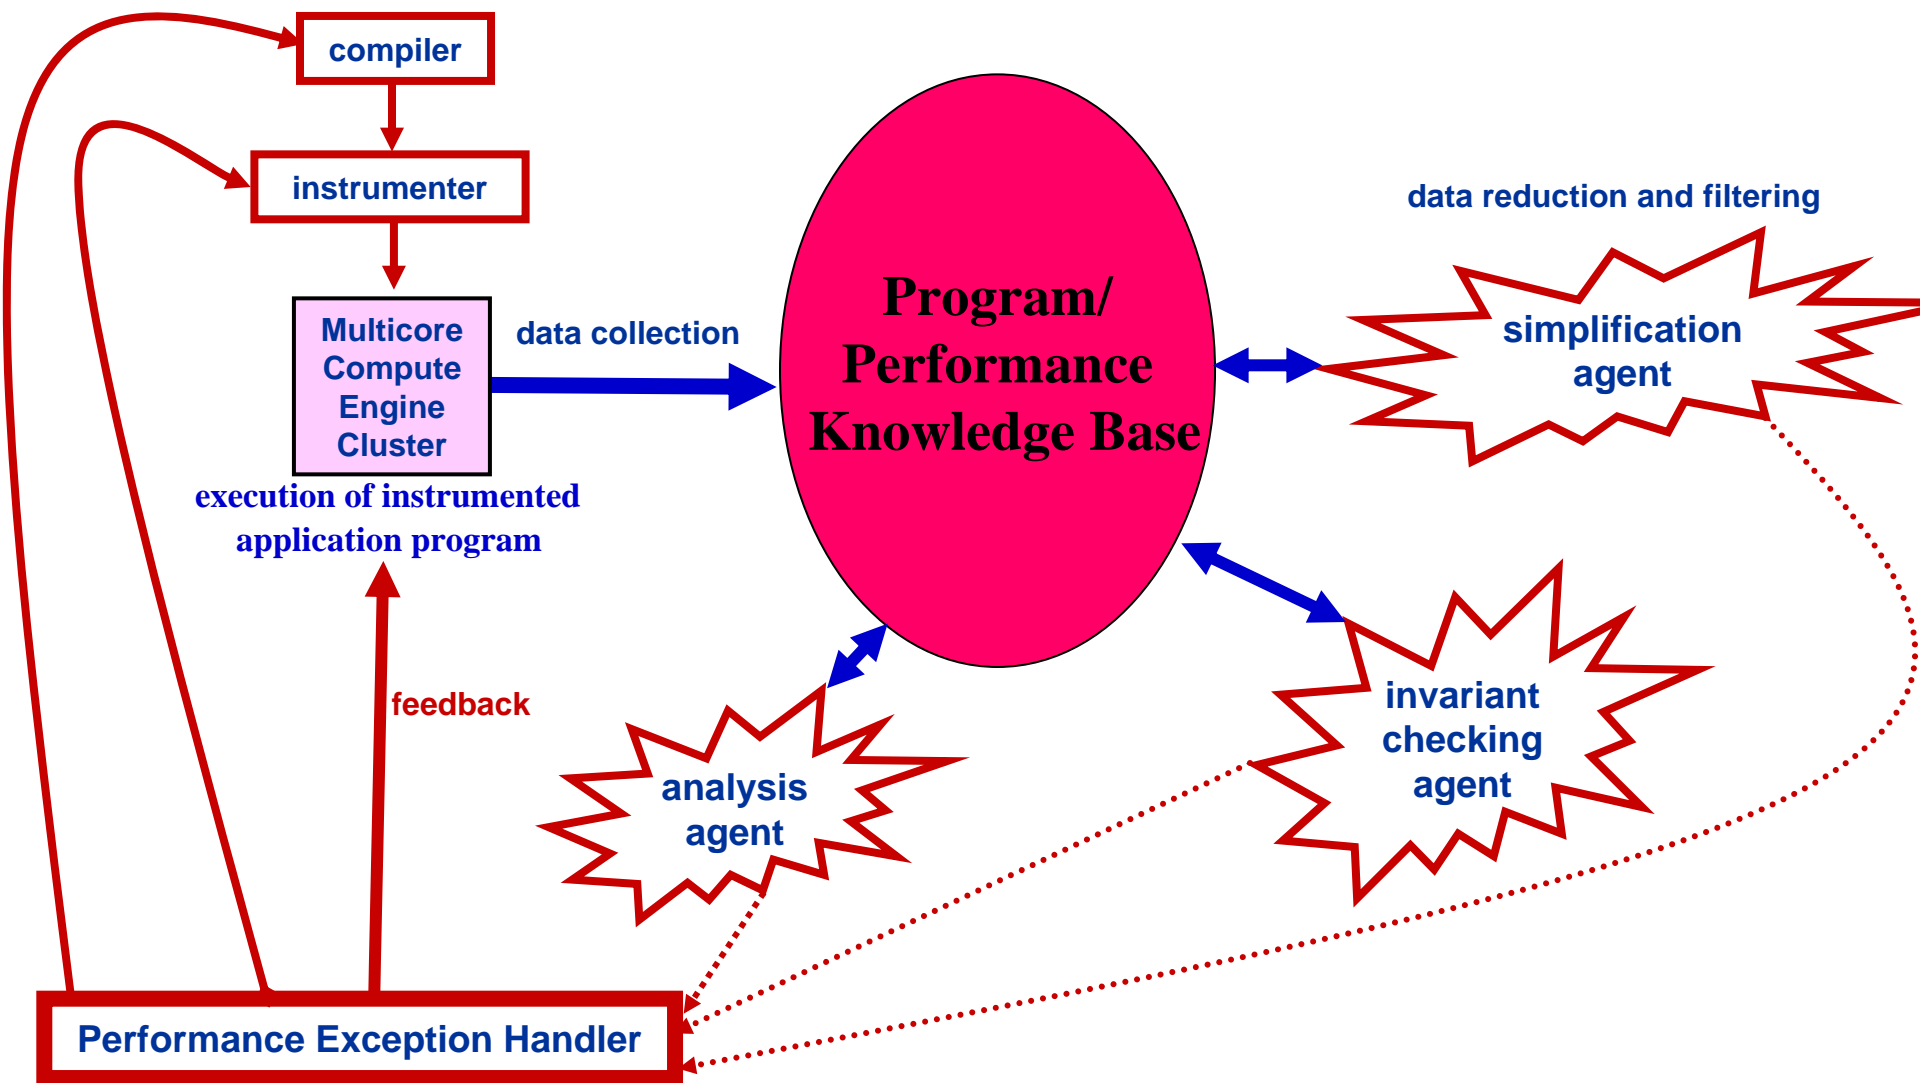 compiler
instrumenter
Multicore
Compute
Engine
Cluster
execution of instrumented
application program
data collection
Program/
Performance
Knowledge Base
data reduction and filtering
simplification
agent
invariant
checking
agent
analysis
agent
feedback
Performance Exception Handler